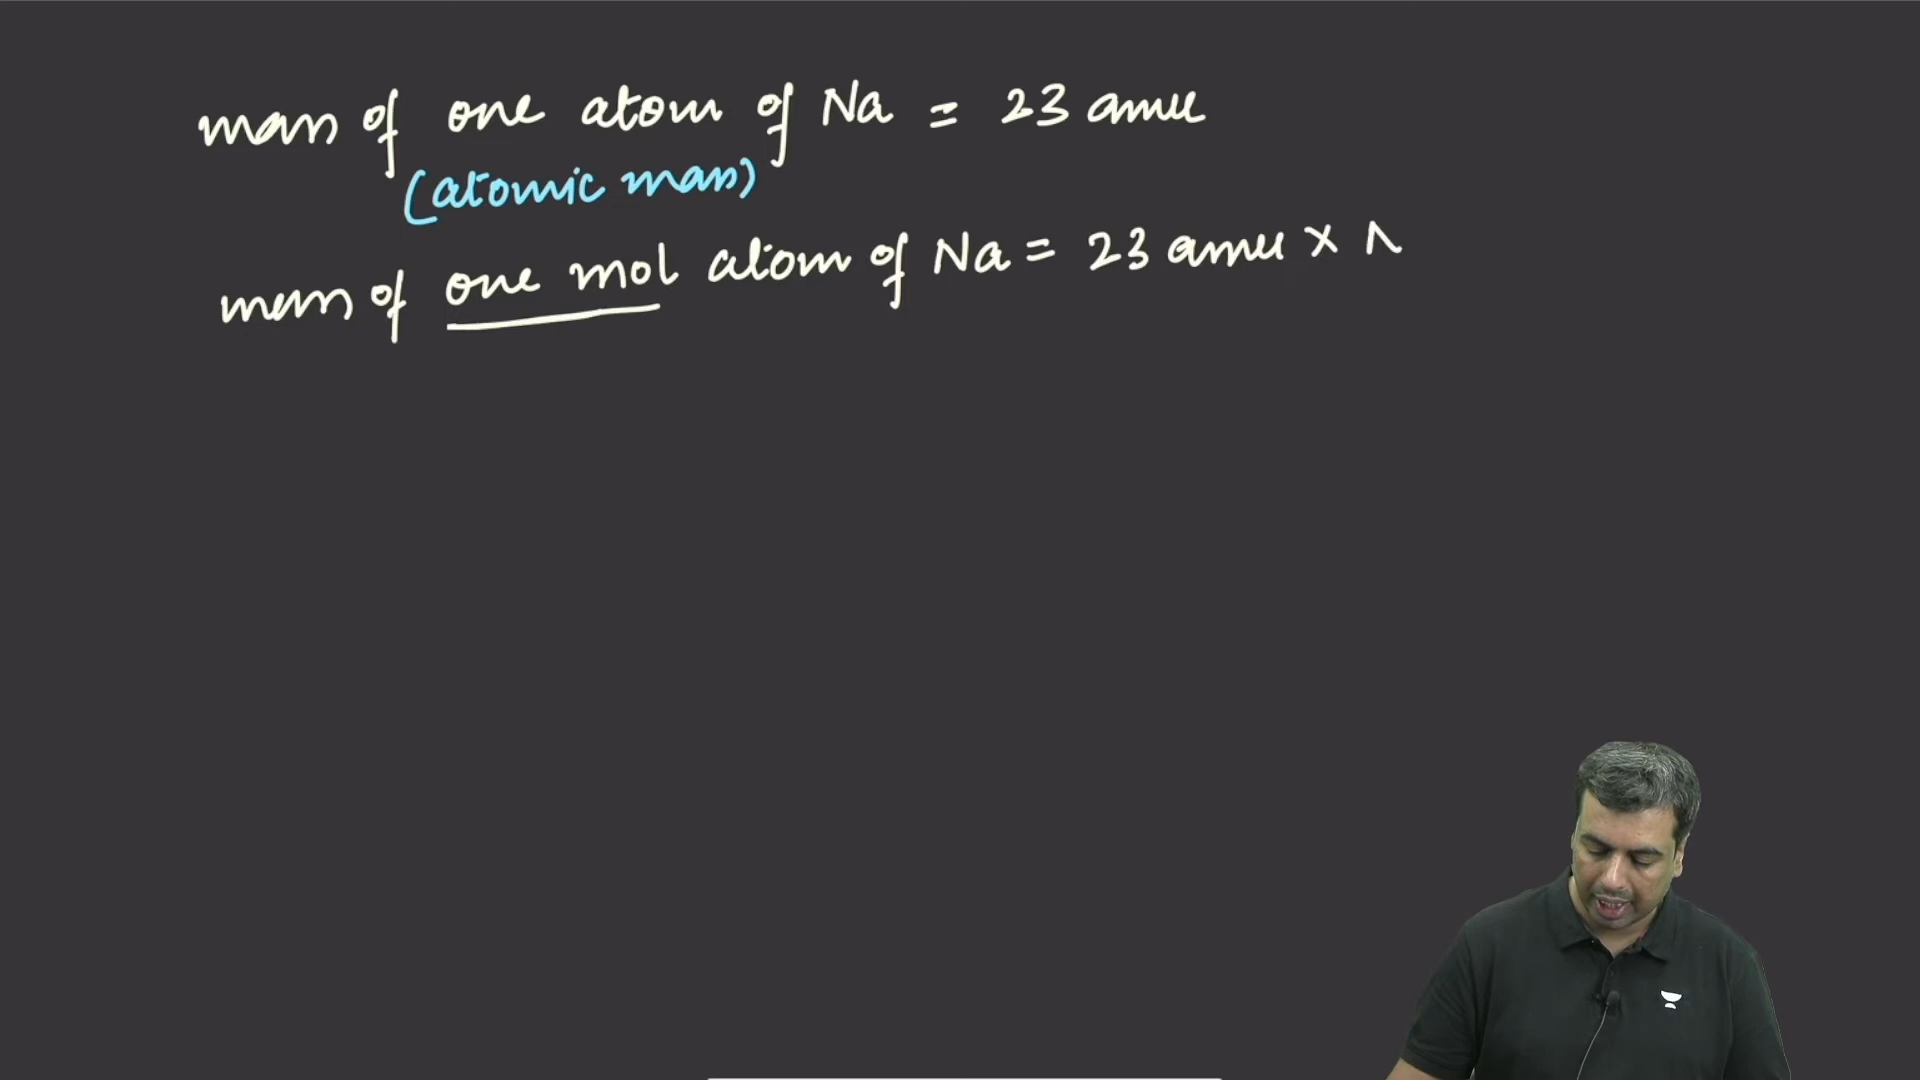 mass of one atom of Na = 23 amu
(atomic mass)
mass of one mol atom of Na = 23 amu ×